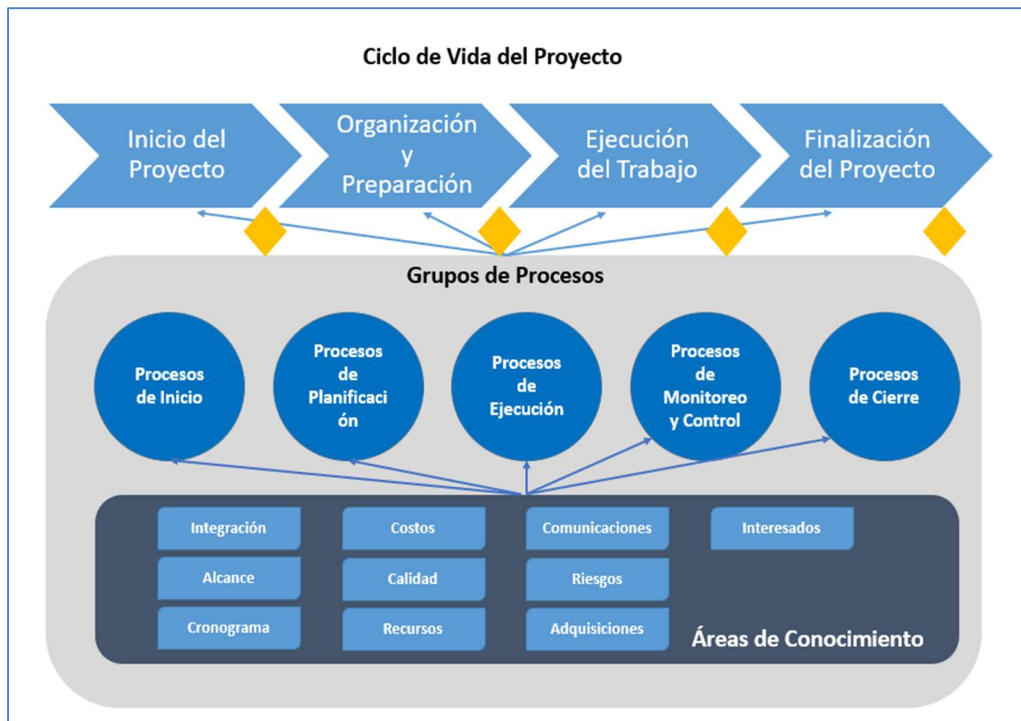 Ciclo de Vida del Proyecto
Inicio del
Proyecto
Organización
y
Preparación
Ejecución
del Trabajo
Finalización
del Proyecto
Grupos de Procesos
Procesos
de Inicio
Procesos
de
Planificaci
ón
Procesos
de
Ejecución
Procesos
de
Monitoreo
y Control
Procesos
de Cierre
Integración
Costos
Comunicaciones
Interesados
Alcance
Calidad
Riesgos
Cronograma
Recursos
Adquisiciones
Áreas de Conocimiento